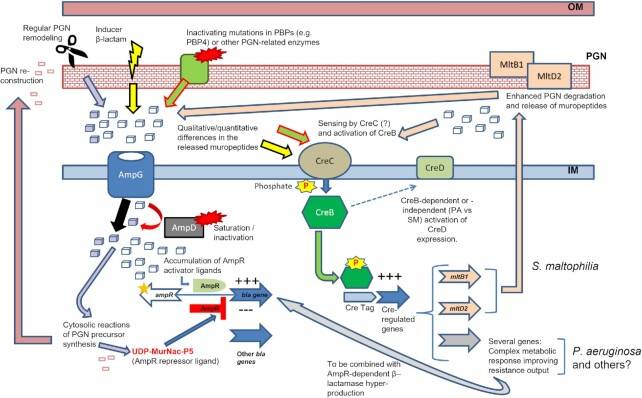 OM
Regular PGN
remodeling
Inducer
β-lactam
Inactivating mutations in PBPs (e.g.
PBP4) or other PGN-related enzymes
PGN
MltB1
MltD2
PGN re-
construction
Enhanced PGN degradation
and release of muropeptides
Qualitative/quantitative
differences in the
released muropeptides
Sensing by CreC (?) and
activation of CreB
AmpG
CreC
CreD
IM
Phosphate
P
CreB
CreB-dependent or -
independent (PA vs
SM) activation of
CreD
expression.
AmpD
Saturation /
inactivation
Accumulation of AmpR
activator ligands
AmpR
+++
ampR
bla gene
AmpR
---
P
+++
Cre Tag
Cre-
regulated
genes
mltB1
mltD2
S. maltophilia
Cytosolic reactions
of PGN precursor
synthesis
UDP-MurNac-P5
(AmpR repressor ligand)
Other bla
genes
Several genes:
Complex metabolic
response improving
resistance output
P. aeruginosa
and others?
To be combined with
AmpR-dependent β–
lactamase hyper-
production